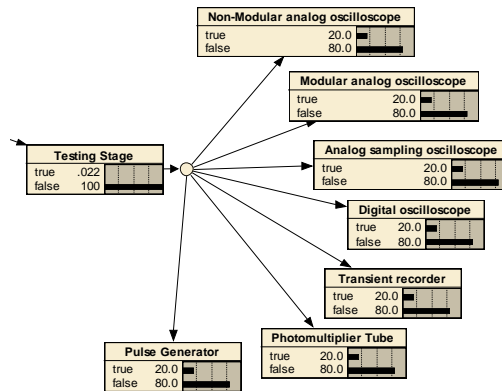 Non-Modular analog oscilloscope
true 20.0
false 80.0
Modular analog oscilloscope
true 20.0
false 80.0
Analog sampling oscilloscope
true 20.0
false 80.0
Testing Stage
true .022
false 100
Digital oscilloscope
true 20.0
false 80.0
Transient recorder
true 20.0
false 80.0
Photomultiplier Tube
true 20.0
false 80.0
Pulse Generator
true 20.0
false 80.0